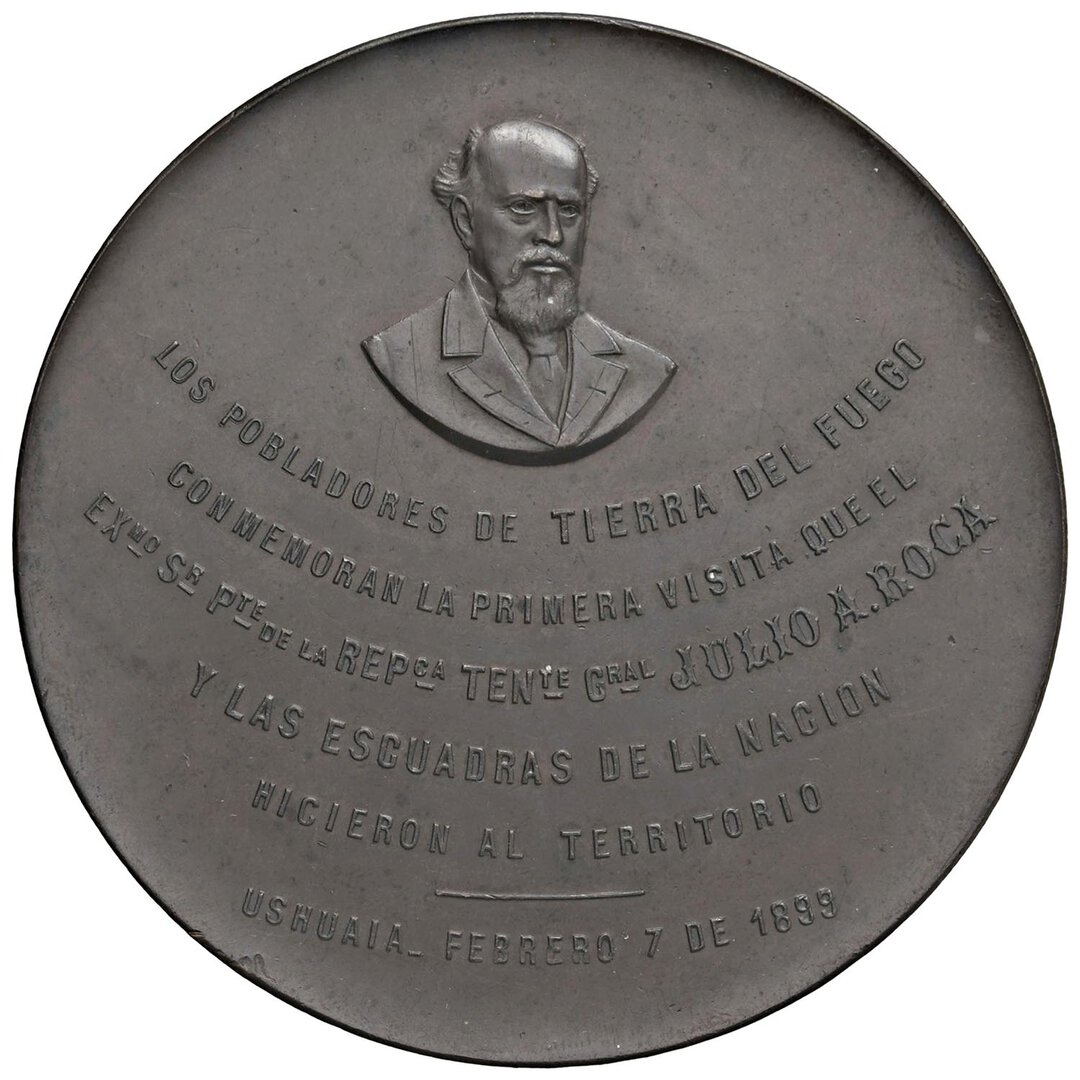 LOS POBLADORES DE TIERRA DEL FUEGO
CONMEMORAN LA PRIMERA VISITA QUE EL
EXMO SR PTE DE LA REPCA TENTE GRAL JULIO A. ROCA
Y LAS ESCUADRAS DE LA NACION
HICIERON AL TERRITORIO
USHUAIA_ FEBRERO 7 DE 1899